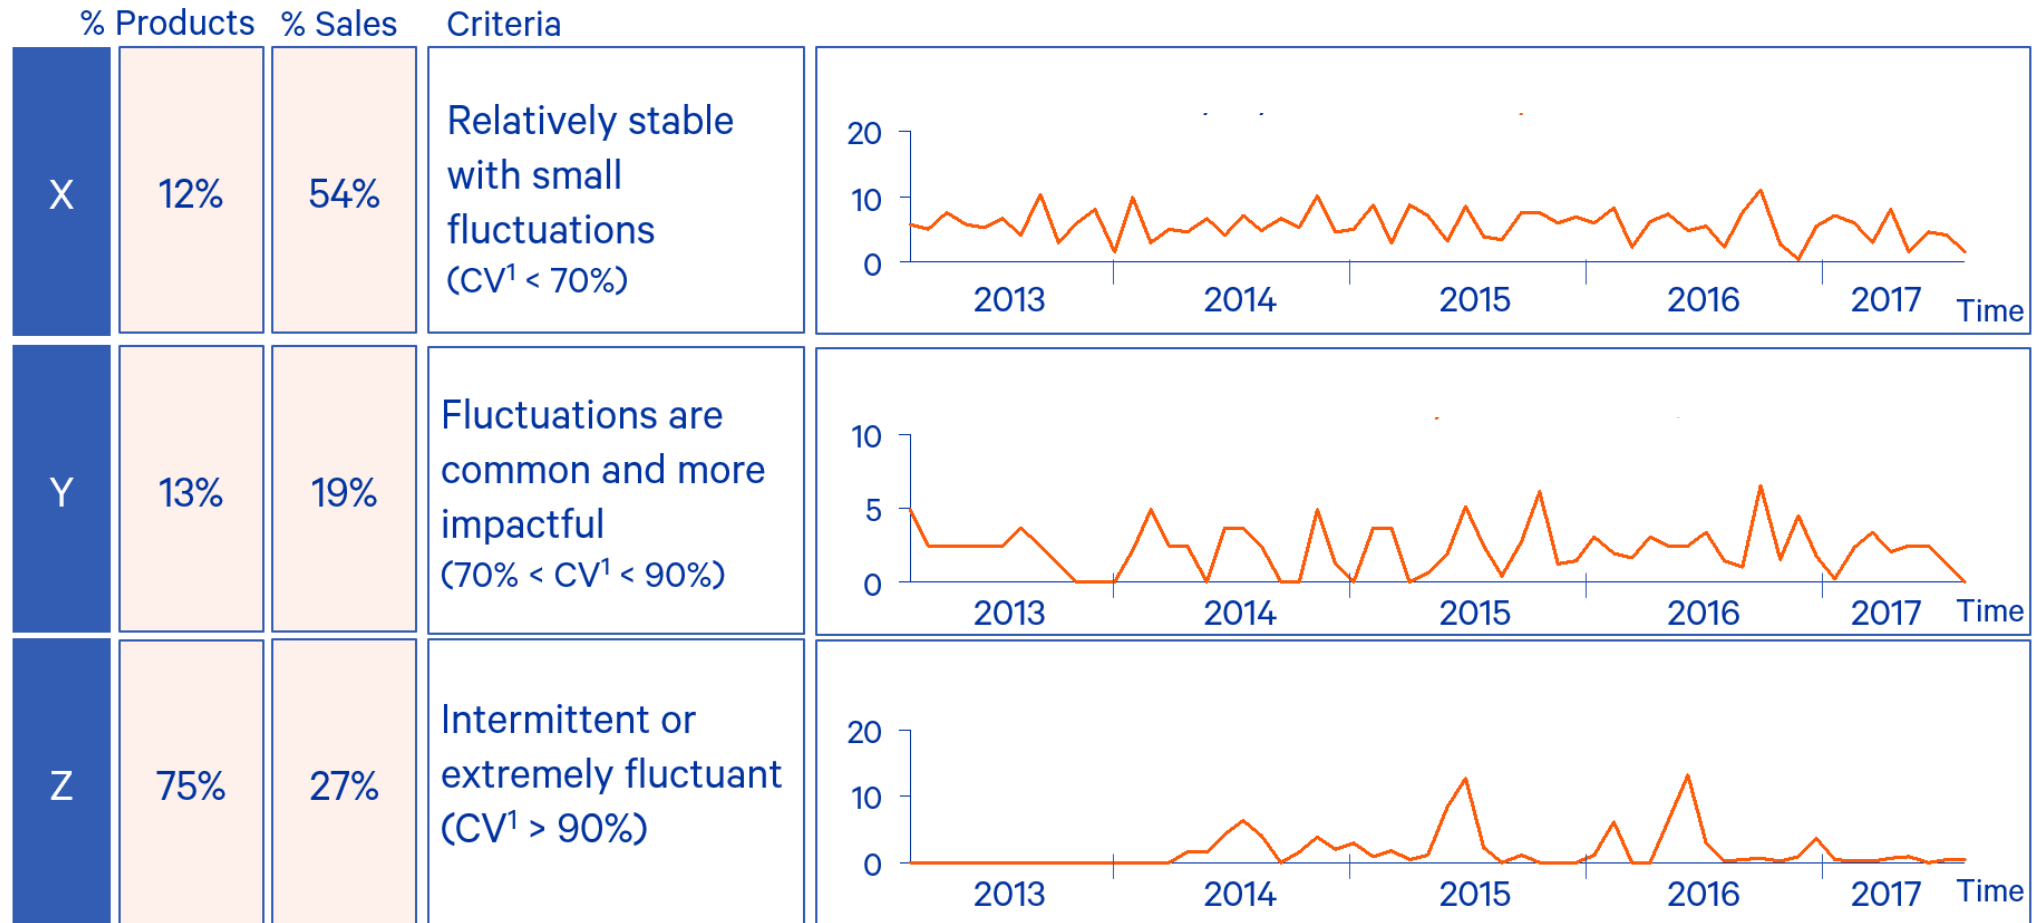 % Products % Sales Criteria
X
12%
54%
Relatively stable
with small
fluctuations
(CV¹ < 70%)
20
10
0
2013 2014 2015 2016 2017 Time
Y
13%
19%
Fluctuations are
common and more
impactful
(70% < CV¹ < 90%)
10
5
0
2013 2014 2015 2016 2017 Time
Z
75%
27%
Intermittent or
extremely fluctuant
(CV¹ > 90%)
20
10
0
2013 2014 2015 2016 2017 Time